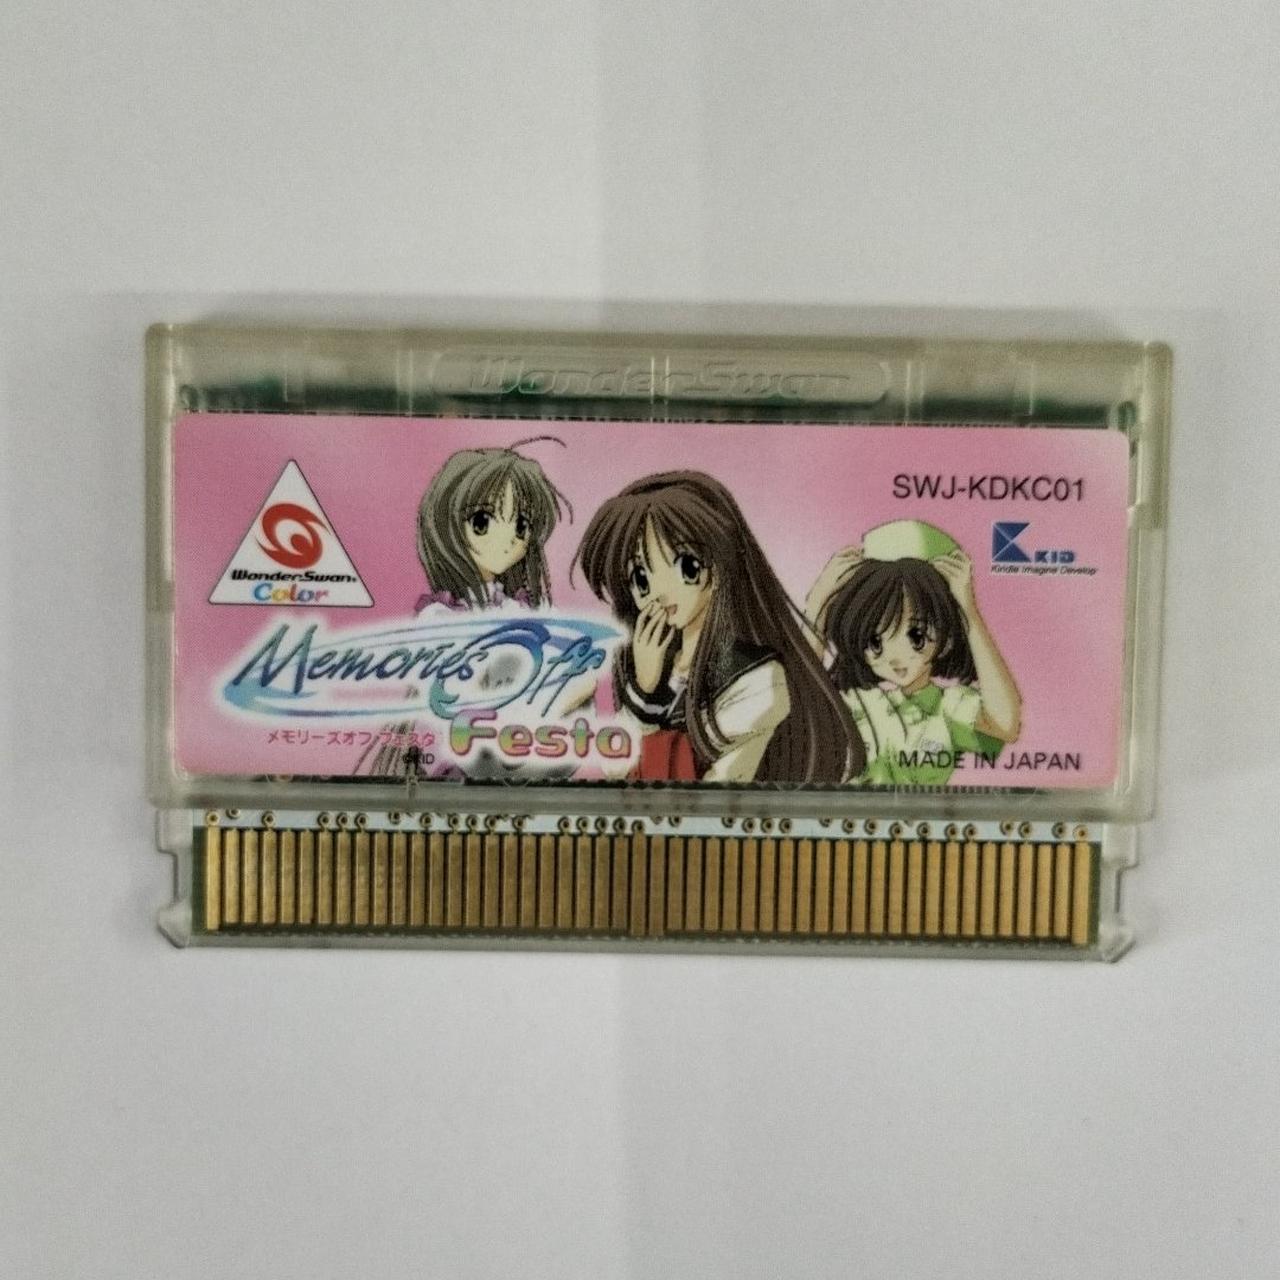 WonderSwan
SWJ-KDKC01
WonderSwan
Color
KID
Kindle Imagine Develop
Memories Off
Festa
メモリーズオフ フェスタ
©KID
MADE IN JAPAN